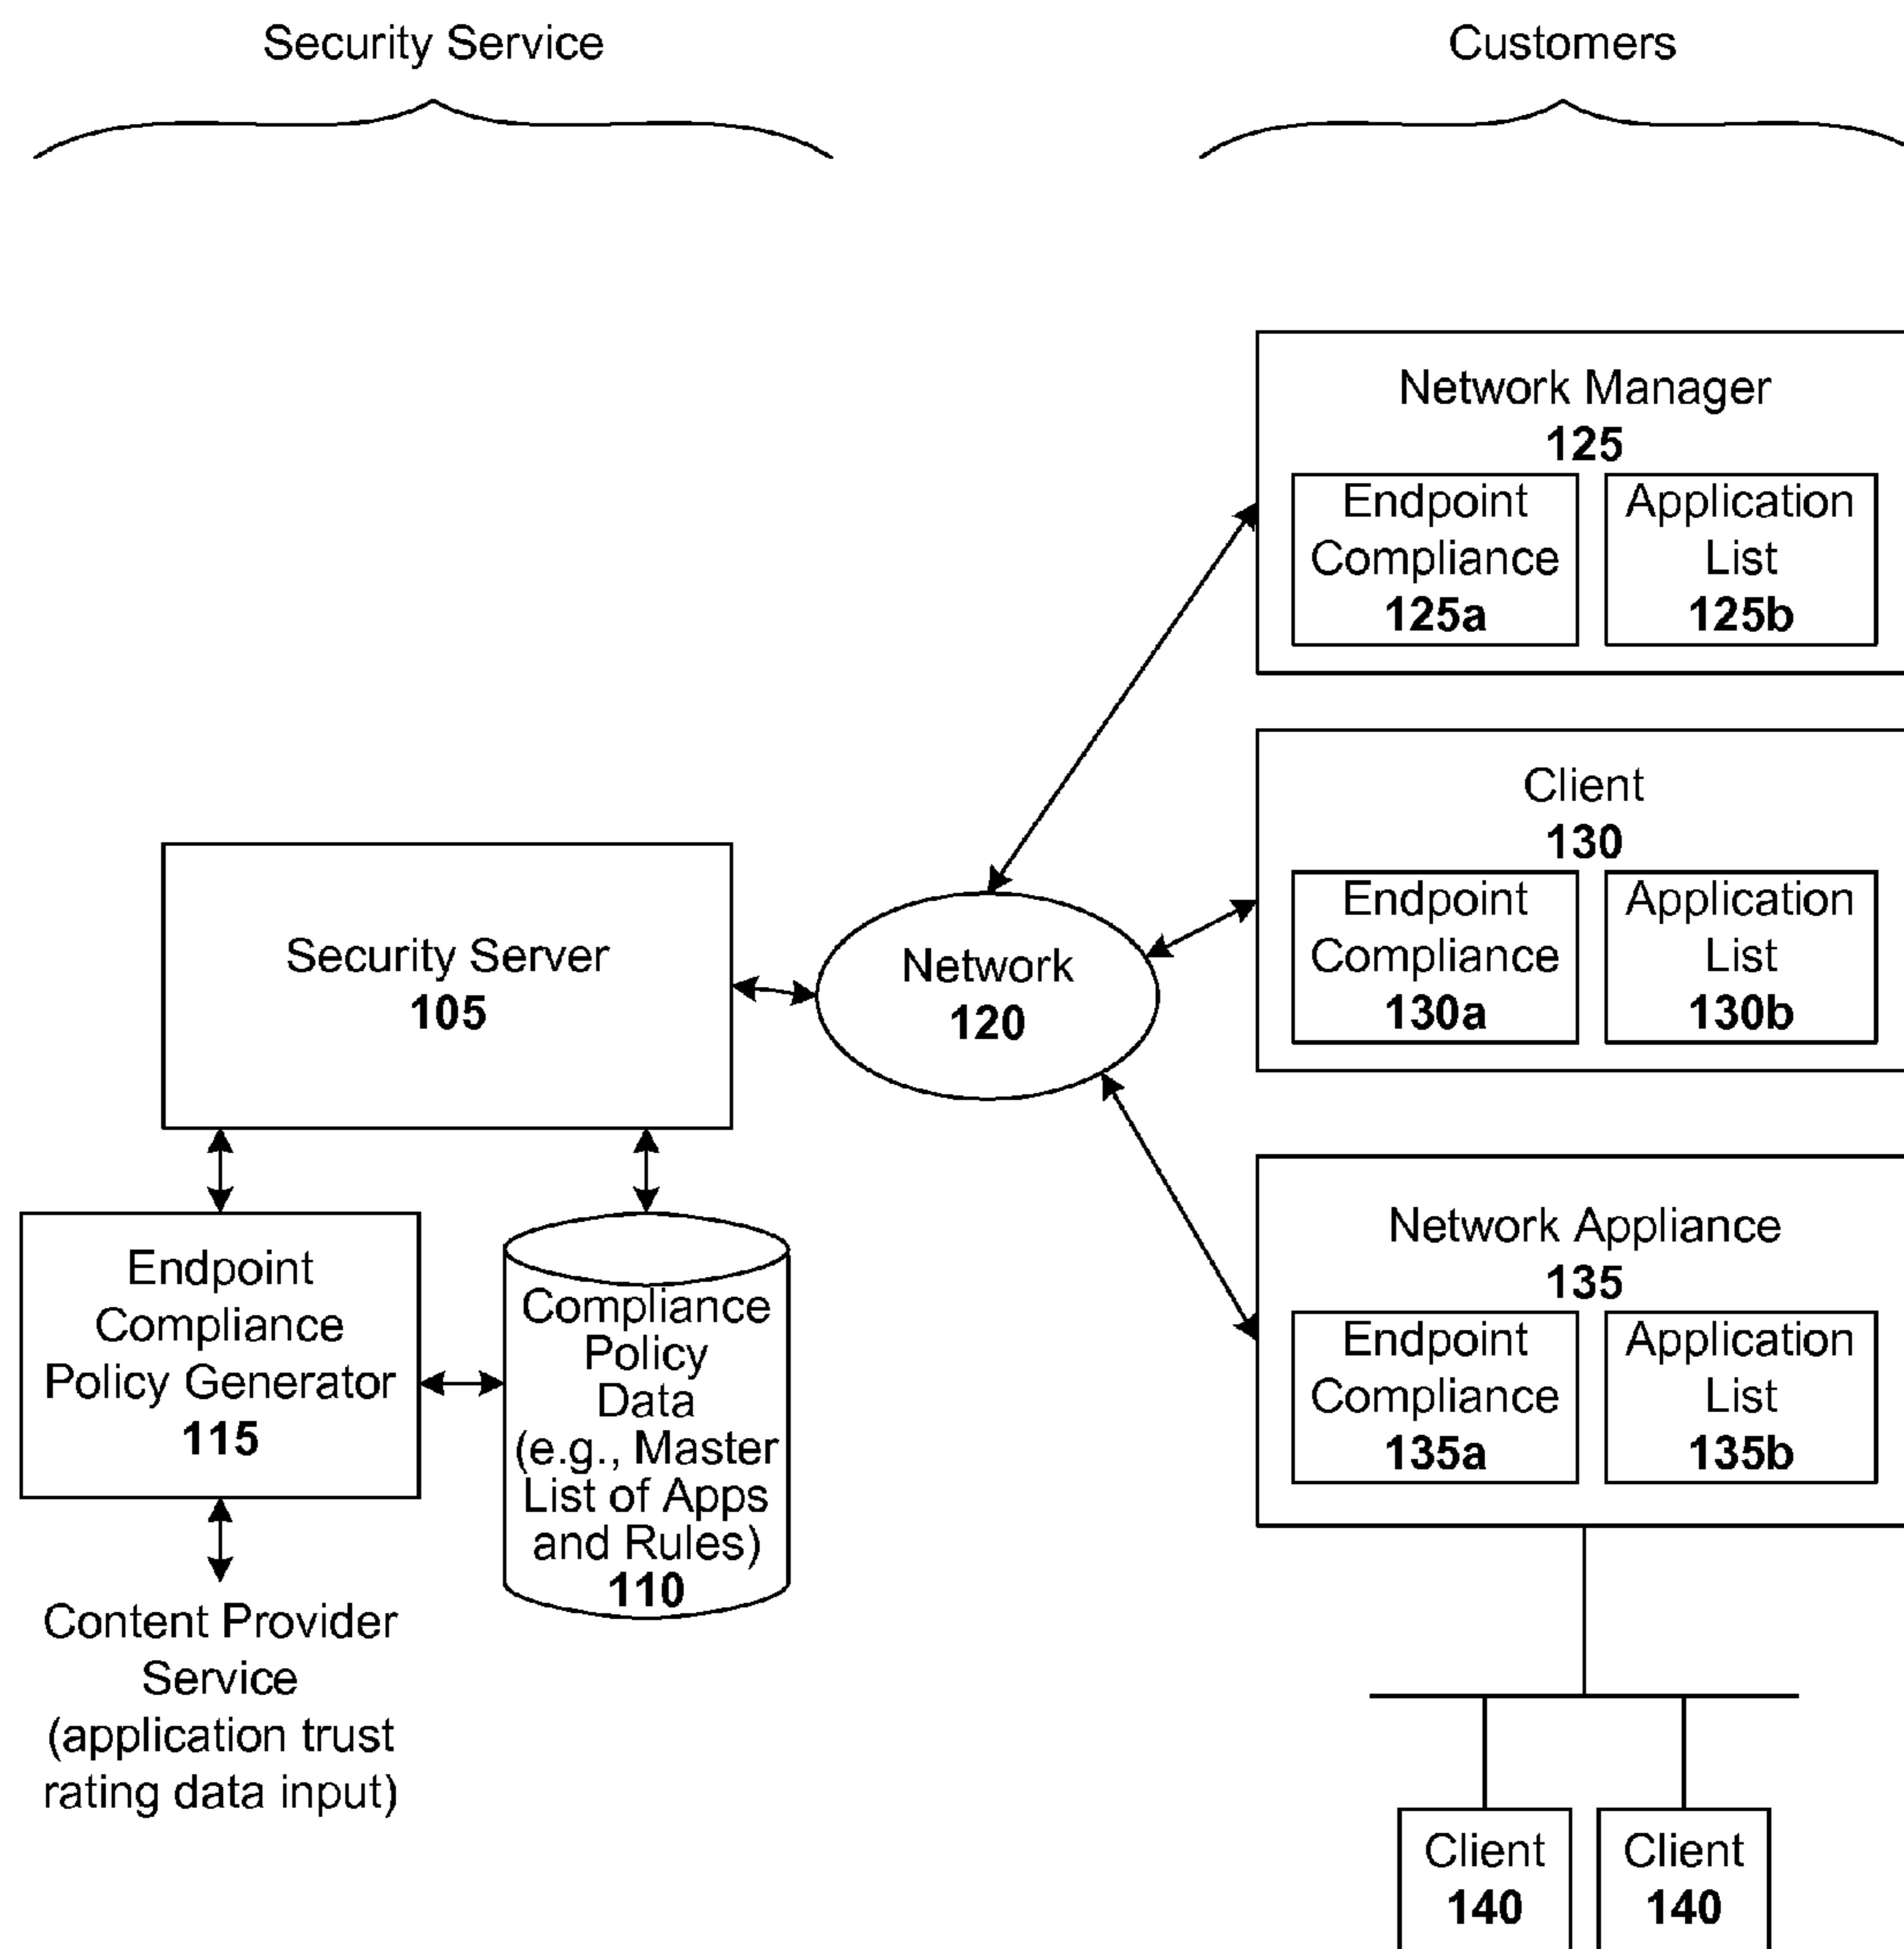 Security Service
Customers
Network Manager
125
Endpoint
Compliance
125a
Application
List
125b
Client
130
Endpoint
Compliance
130a
Application
List
130b
Security Server
105
Network
120
Network Appliance
135
Endpoint
Compliance
135a
Application
List
135b
Endpoint
Compliance
Policy Generator
115
Compliance
Policy
Data
(e.g., Master
List of Apps
and Rules)
110
Content Provider
Service
(application trust
rating data input)
Client
140
Client
140